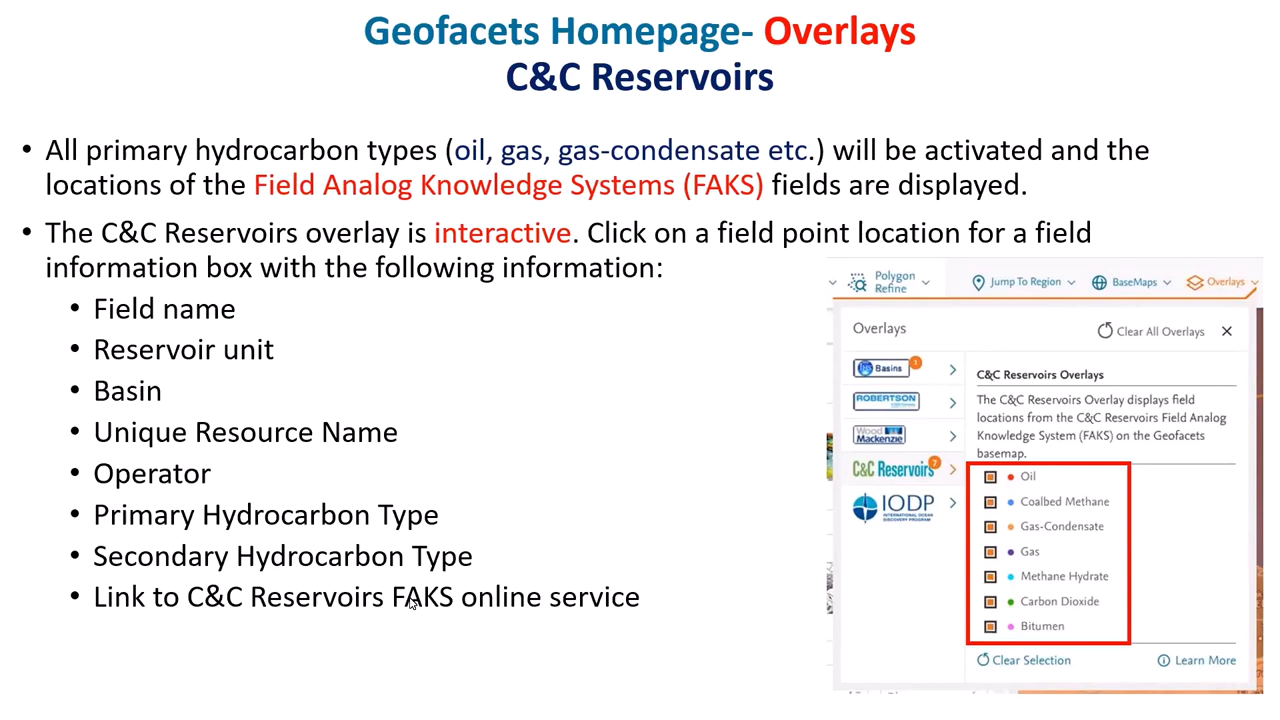 Geofacets Homepage- Overlays
C&C Reservoirs
• All primary hydrocarbon types (oil, gas, gas-condensate etc.) will be activated and the
locations of the Field Analog Knowledge Systems (FAKS) fields are displayed.
• The C&C Reservoirs overlay is interactive. Click on a field point location for a field
information box with the following information:
• Field name
• Reservoir unit
• Basin
• Unique Resource Name
• Operator
• Primary Hydrocarbon Type
• Secondary Hydrocarbon Type
• Link to C&C Reservoirs FAKS online service
Polygon
Refine
Jump To Region
BaseMaps
Overlays
Overlays
Clear All Overlays
Basins
1
ROBERTSON
Wood
Mackenzie
C&C Reservoirs
7
IODP
INTERNATIONAL OCEAN
DISCOVERY PROGRAM
C&C Reservoirs Overlays
The C&C Reservoirs Overlay displays field
locations from the C&C Reservoirs Field Analog
Knowledge System (FAKS) on the Geofacets
basemap.
Oil
Coalbed Methane
Gas-Condensate
Gas
Methane Hydrate
Carbon Dioxide
Bitumen
Clear Selection
Learn More